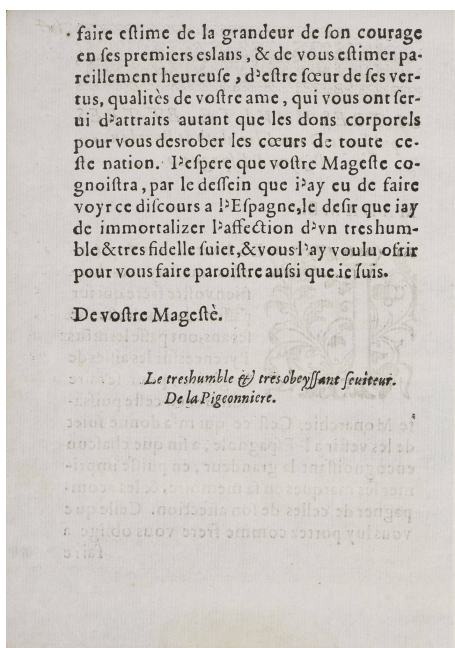 faire eſtime de la grandeur de ſon courage
en ſes premiers eslans, & de vous eſtimer pa-
reillement heureuſe, d'eſtre ſœur de ſes ver-
tus, qualitès de voſtre ame, qui vous ont ſer-
ui d'attraits autant que les dons corporels
pour vous desrober les cœurs de toute ce-
ſte nation. I'eſpere que voſtre Mageſte co-
gnoiſtra, par le deſſein que i'ay eu de faire
voyr ce diſcours a l'Eſpagne, le deſir que iay
de immortalizer l'affection d'vn treshum-
ble & tres fidelle ſuiet, & vous l'ay voulu ofrir
pour vous faire paroiſtre auſsi que ie ſuis.
De voſtre Mageſtè.
Le treshumble & tres obeyſſant ſeuiteur.
De la Pigeonniere.